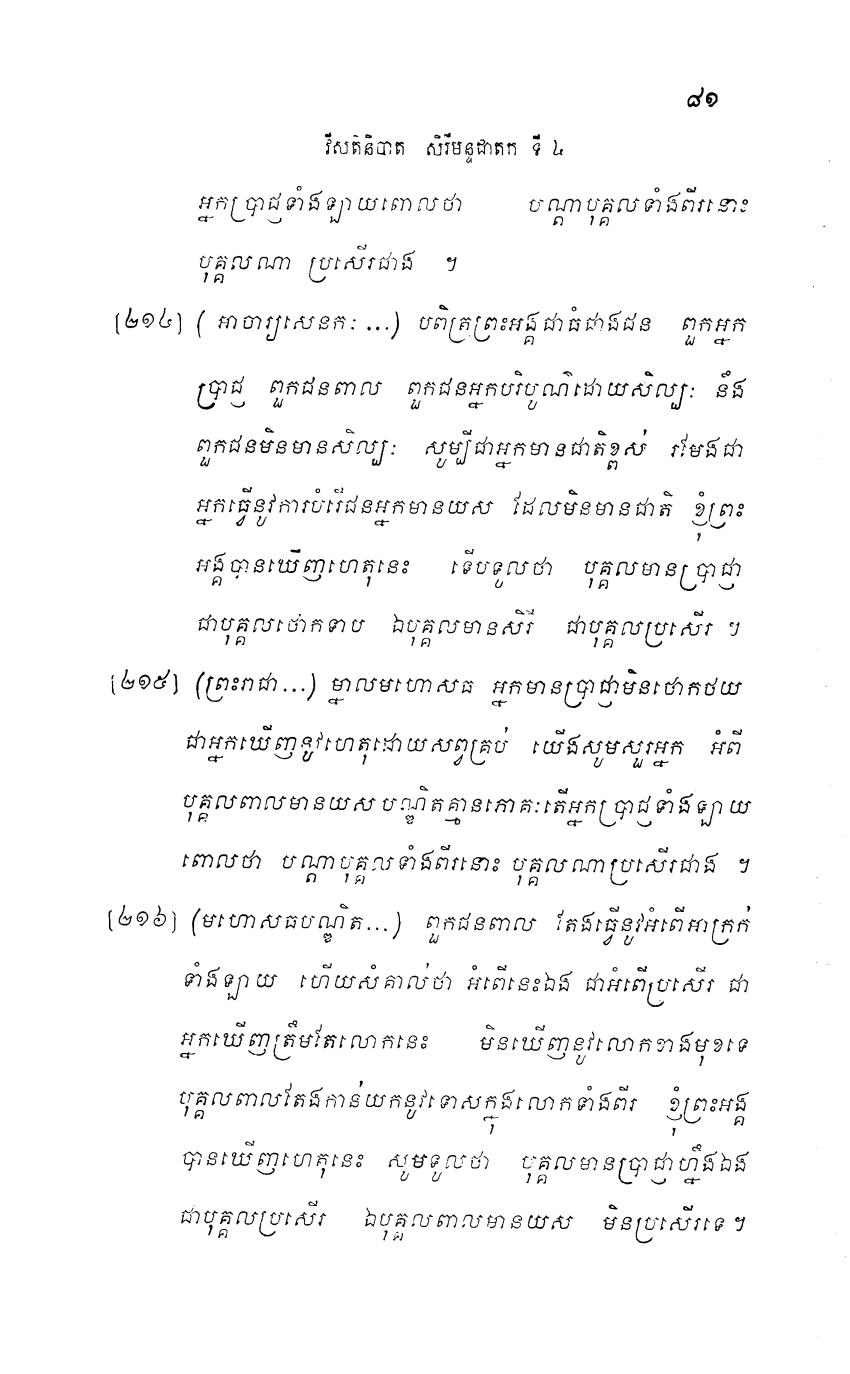 ៨១
វីសតិនិបាត សិរីមន្ទជាតក ទី ៤
អ្នកប្រាជ្ញទាំងឡាយពោលថា បណ្តាបុគ្គលទាំងពីរនោះ
បុគ្គលណា ប្រសើរជាង ។
[២១៤] ( អាចារ្យសេនកៈ ...) បពិត្រព្រះអង្គជាធំជាងជន ពួកអ្នក
ប្រាជ្ញ ពួកជនពាល ពួកជនអ្នកបរិបូណ៌ដោយសិល្បៈ នឹង
ពួកជនមិនមានសិល្បៈ សូម្បីជាអ្នកមានជាតិខ្ពស់ រមែងជា
អ្នកធ្វើនូវការបំរើជនអ្នកមានយស ដែលមិនមានជាតិ ខ្ញុំព្រះ
អង្គបានឃើញហេតុនេះ ទើបទូលថា បុគ្គលមានប្រាជ្ញា
ជាបុគ្គលថោកទាប ឯបុគ្គលមានសិរី ជាបុគ្គលប្រសើរ ។
[២១៥] (ព្រះរាជា...) ម្នាលមហោសធ អ្នកមានប្រាជ្ញាមិនថោកថយ
ជាអ្នកឃើញនូវហេតុដោយសព្វគ្រប់ យើងសូមសួរអ្នក អំពី
បុគ្គលពាលមានយស បណ្ឌិតគ្មានភោគៈតើអ្នកប្រាជ្ញទាំងឡាយ
ពោលថា បណ្តាបុគ្គលទាំងពីរនោះ បុគ្គលណាប្រសើរជាង ។
[២១៦] (មហោសធបណ្ឌិត...) ពួកជនពាល តែងធ្វើនូវអំពើអាក្រក់
ទាំងឡាយ ហើយសំគាល់ថា អំពើនេះឯង ជាអំពើប្រសើរ ជា
អ្នកឃើញត្រឹមតែលោកនេះ មិនឃើញនូវលោកខាងមុខទេ
បុគ្គលពាលតែងកាន់យកនូវទោសក្នុងលោកទាំងពីរ ខ្ញុំព្រះអង្គ
បានឃើញហេតុនេះ សូមទូលថា បុគ្គលមានប្រាជ្ញាហ្នឹងឯង
ជាបុគ្គលប្រសើរ ឯបុគ្គលពាលមានយស មិនប្រសើរទេ ។